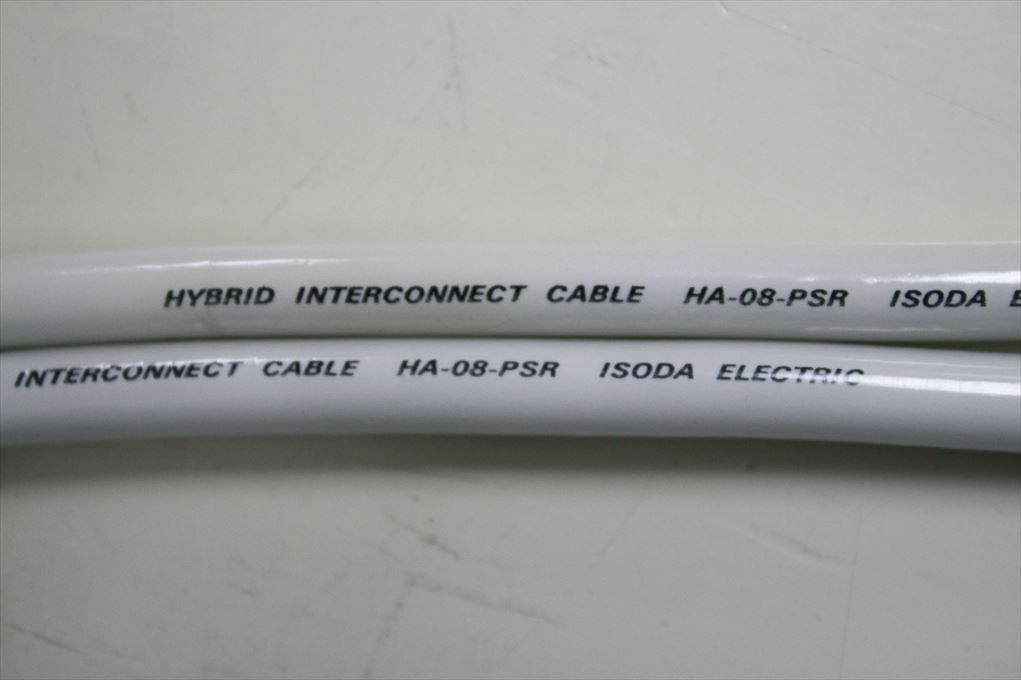 HYBRID INTERCONNECT CABLE HA-08-PSR ISODA
INTERCONNECT CABLE HA-08-PSR ISODA ELECTRIC